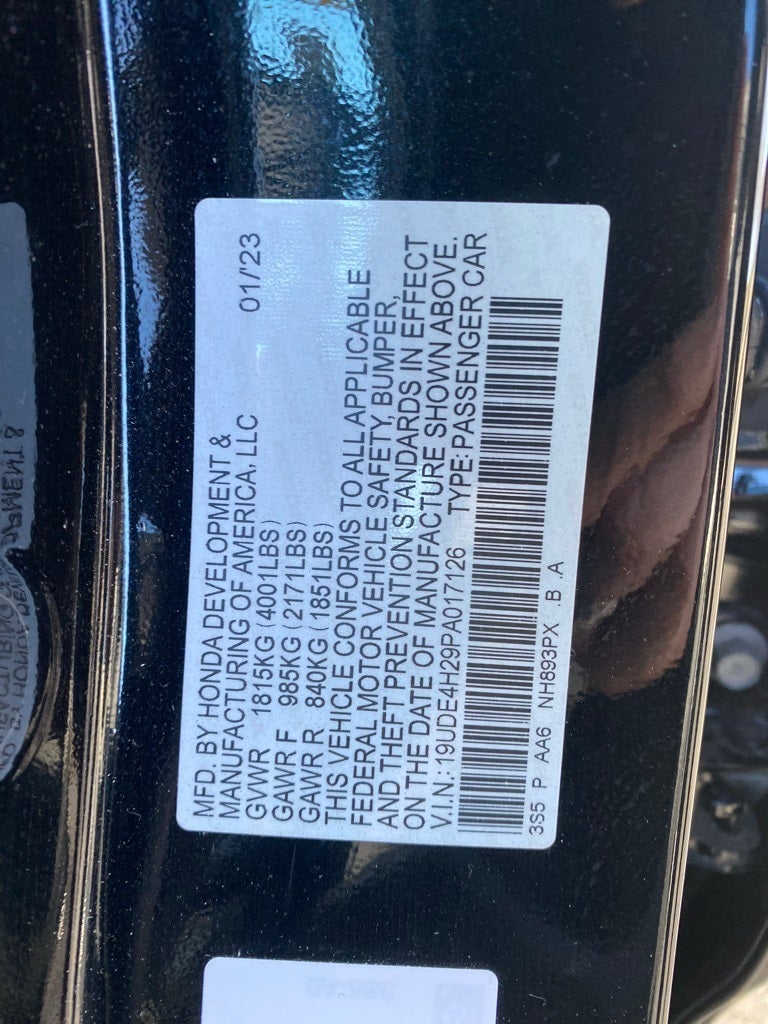 MFD. BY HONDA DEVELOPMENT &
MANUFACTURING OF AMERICA, LLC 01/'23
GVWR 1815KG (4001LBS)
GAWR F 985KG (2171LBS)
GAWR R 840KG (1851LBS)
THIS VEHICLE CONFORMS TO ALL APPLICABLE
FEDERAL MOTOR VEHICLE SAFETY, BUMPER,
AND THEFT PREVENTION STANDARDS IN EFFECT
ON THE DATE OF MANUFACTURE SHOWN ABOVE.
V.I.N.: 19UDE4H29PA017126 TYPE: PASSENGER CAR
3S5 P AA6 NH893PX .B .A